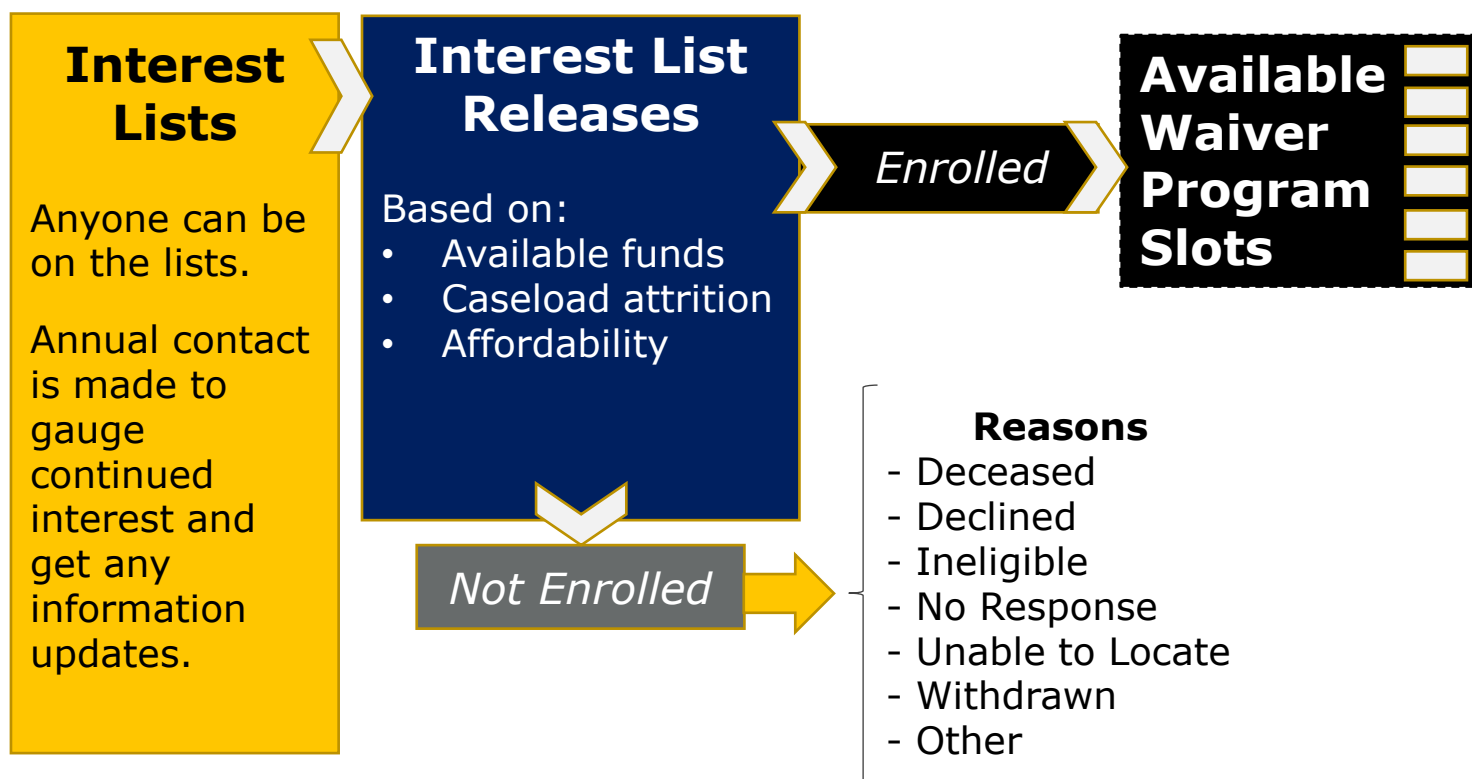 Interest
Lists
Anyone can be
on the lists.
Annual contact
is made to
gauge
continued
interest and
get any
information
updates.
Interest List
Releases
Based on:
• Available funds
• Caseload attrition
• Affordability
Enrolled
Available
Waiver
Program
Slots
Not Enrolled
Reasons
- Deceased
- Declined
- Ineligible
- No Response
- Unable to Locate
- Withdrawn
- Other